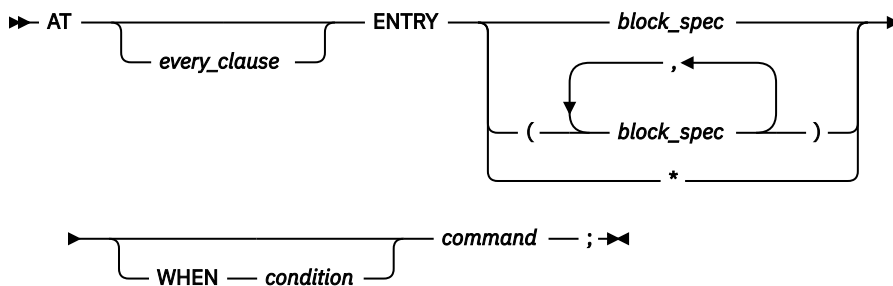 AT ENTRY block_spec
every_clause
,
( block_spec )
*
command ;
WHEN condition